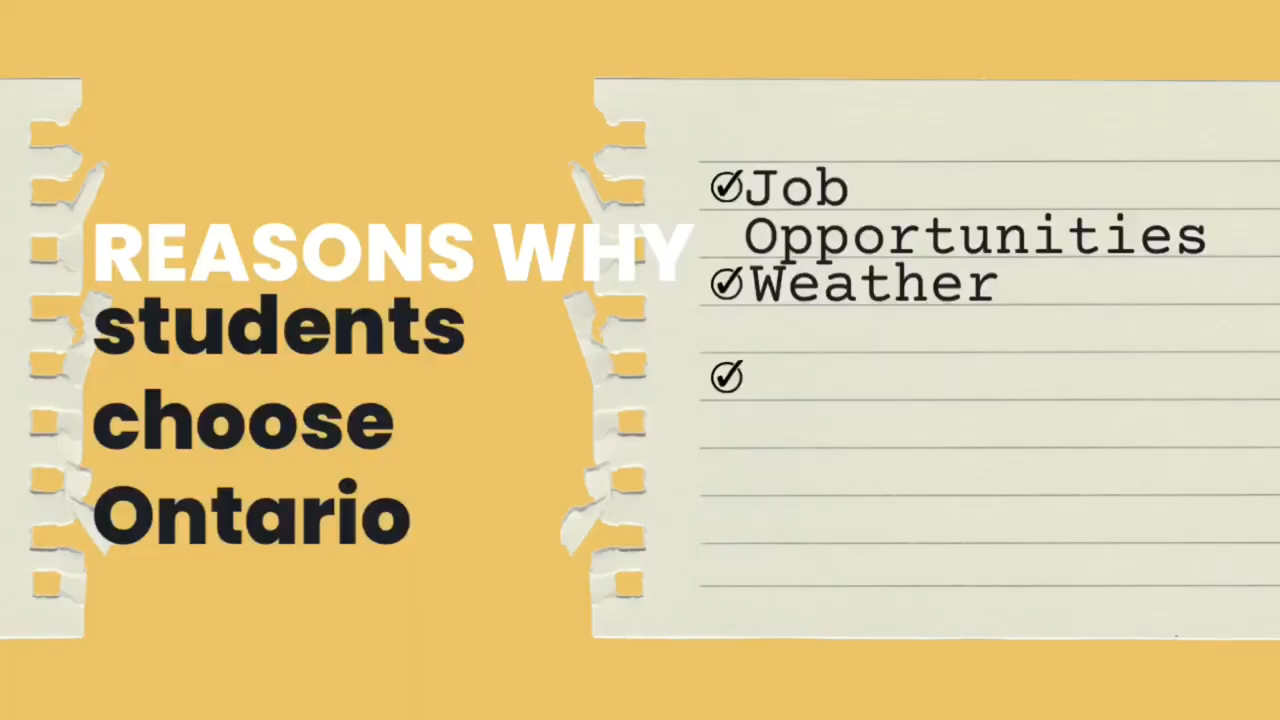 REASONS WHY
students
choose
Ontario
Job
Opportunities
Weather